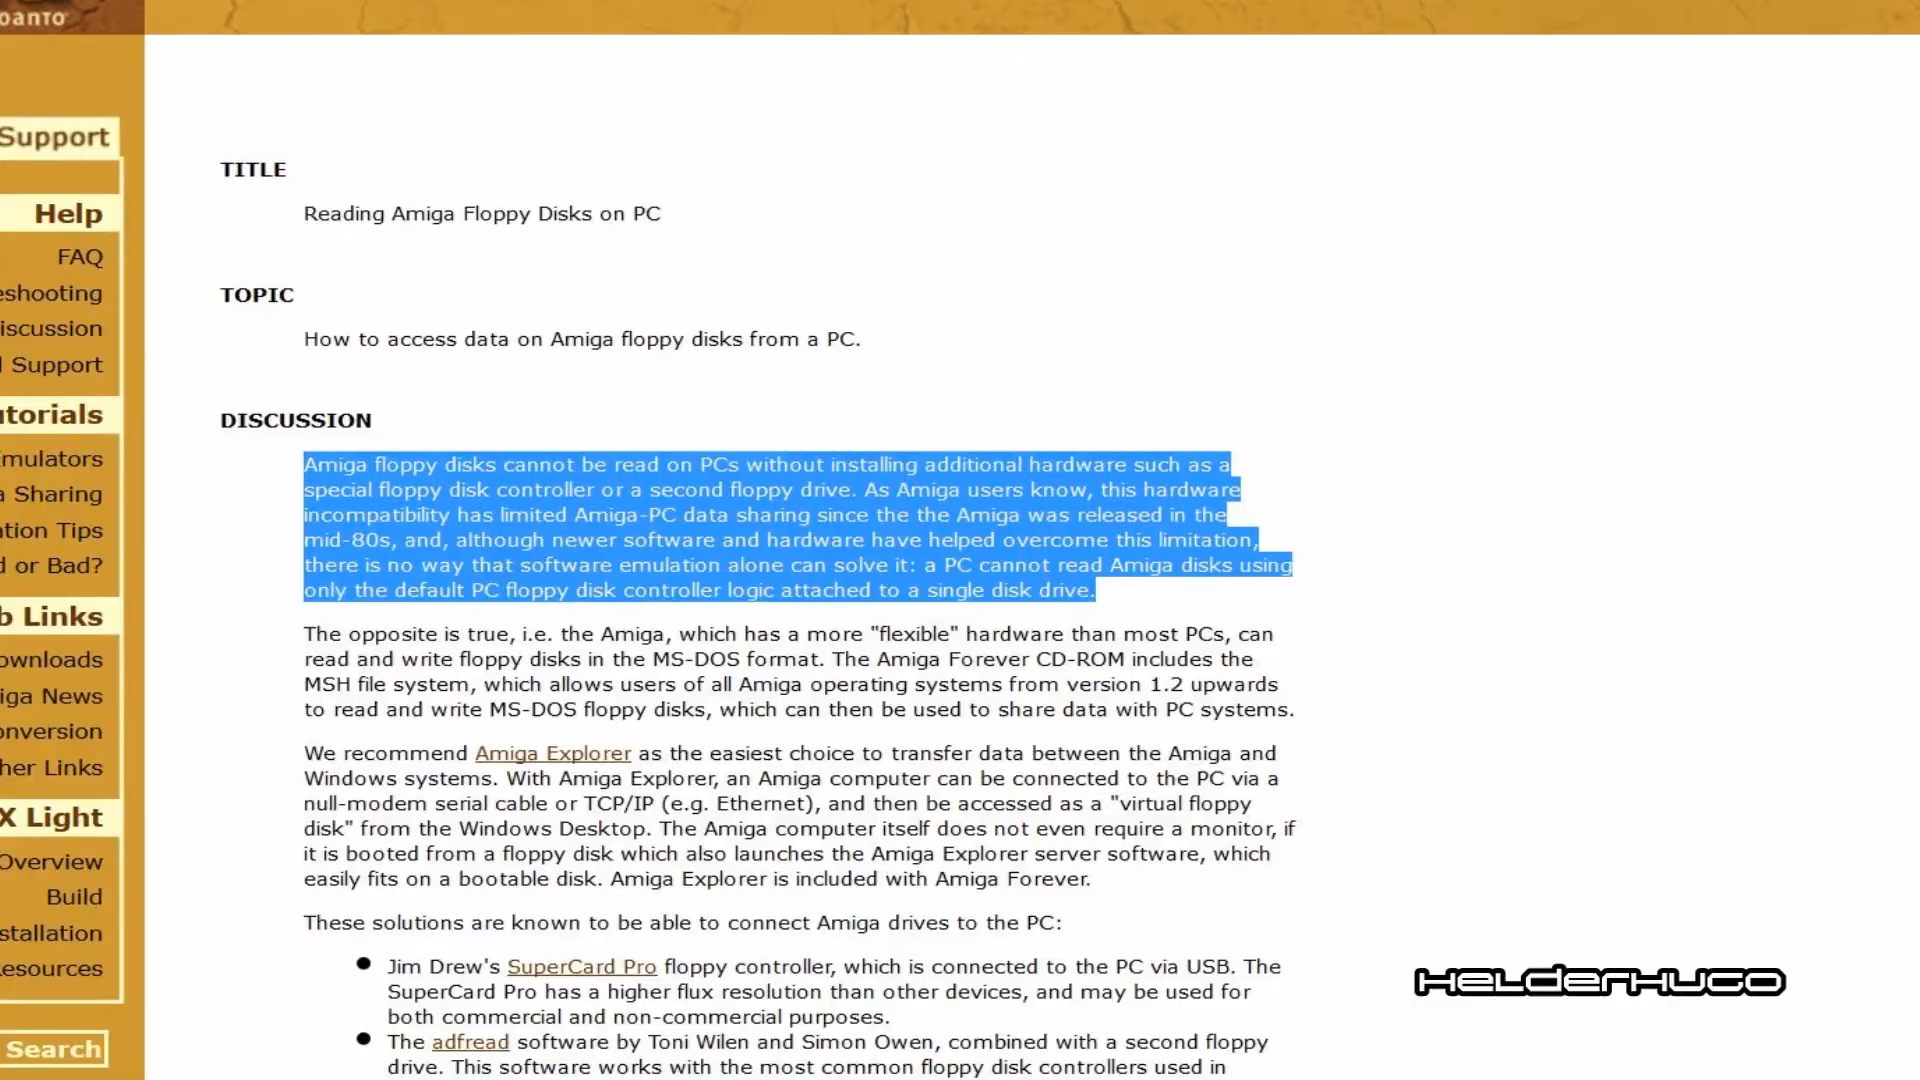 oanto
Support
Help
FAQ
eshooting
iscussion
Support
utorials
Emulators
a Sharing
tion Tips
d or Bad?
b Links
ownloads
iga News
onversion
her Links
X Light
Overview
Build
stallation
esources
Search
TITLE
Reading Amiga Floppy Disks on PC
TOPIC
How to access data on Amiga floppy disks from a PC.
DISCUSSION
Amiga floppy disks cannot be read on PCs without installing additional hardware such as a
special floppy disk controller or a second floppy drive. As Amiga users know, this hardware
incompatibility has limited Amiga-PC data sharing since the the Amiga was released in the
mid-80s, and, although newer software and hardware have helped overcome this limitation,
there is no way that software emulation alone can solve it: a PC cannot read Amiga disks using
only the default PC floppy disk controller logic attached to a single disk drive.
The opposite is true, i.e. the Amiga, which has a more "flexible" hardware than most PCs, can
read and write floppy disks in the MS-DOS format. The Amiga Forever CD-ROM includes the
MSH file system, which allows users of all Amiga operating systems from version 1.2 upwards
to read and write MS-DOS floppy disks, which can then be used to share data with PC systems.
We recommend Amiga Explorer as the easiest choice to transfer data between the Amiga and
Windows systems. With Amiga Explorer, an Amiga computer can be connected to the PC via a
null-modem serial cable or TCP/IP (e.g. Ethernet), and then be accessed as a "virtual floppy
disk" from the Windows Desktop. The Amiga computer itself does not even require a monitor, if
it is booted from a floppy disk which also launches the Amiga Explorer server software, which
easily fits on a bootable disk. Amiga Explorer is included with Amiga Forever.
These solutions are known to be able to connect Amiga drives to the PC:
Jim Drew's SuperCard Pro floppy controller, which is connected to the PC via USB. The
SuperCard Pro has a higher flux resolution than other devices, and may be used for
both commercial and non-commercial purposes.
The adfread software by Toni Wilen and Simon Owen, combined with a second floppy
drive. This software works with the most common floppy disk controllers used in
HELDERHUGO